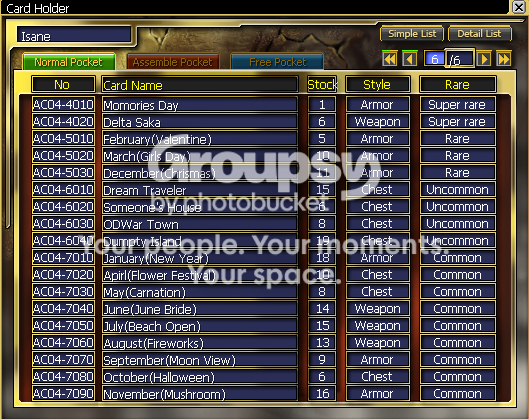 Card Holder
Isane
Simple List Detail List
Normal Pocket Assemble Pocket Free Pocket 6 /6
No Card Name Stock Style Rare
AC04-4010 Momories Day 1 Armor Super rare
AC04-4020 Delta Saka 6 Weapon Super rare
AC04-5010 February(Valentine) 5 Armor Rare
AC04-5020 March(Girls Day) 10 Armor Rare
AC04-5030 December(Chrismas) 11 Armor Rare
AC04-6010 Dream Traveler 15 Chest Uncommon
AC04-6020 Someone's House Chest Uncommon
AC04-6030 ODWar Town 8 Chest Uncommon
AC04-6040 Dumpty Island 19 Chest Uncommon
AC04-7010 January(New Year) 18 Armor Common
AC04-7020 Apirl(Flower Festival) 10 Chest Common
AC04-7030 May(Carnation) 8 Chest Common
AC04-7040 June(June Bride) 14 Weapon Common
AC04-7050 July(Beach Open) 15 Weapon Common
AC04-7060 August(Fireworks) 13 Weapon Common
AC04-7070 September(Moon View) 9 Armor Common
AC04-7080 October(Halloween) 6 Chest Common
AC04-7090 November(Mushroom) 16 Armor Common
Groupsy
by photobucket
Your people. Your moments.
Your space.